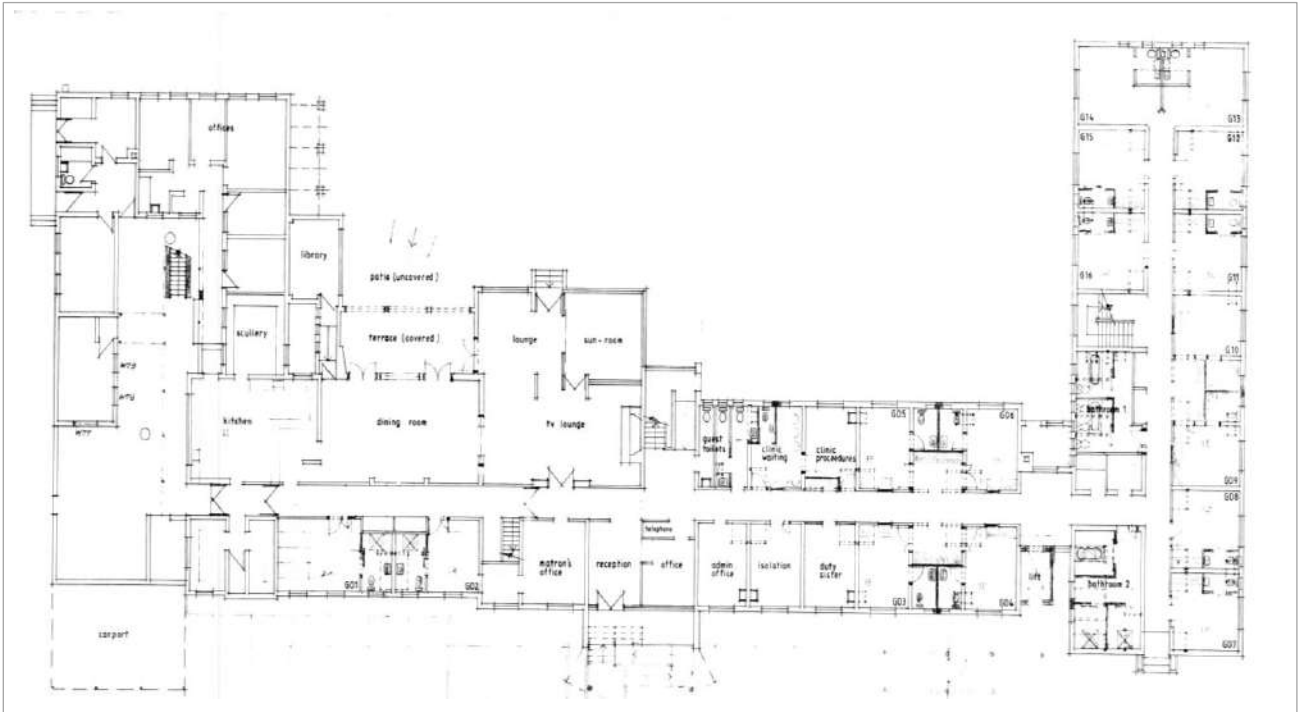 offices
library
patio (uncovered)
scullery
terrace (covered)
lounge
sun-room
kitchen
dining room
tv lounge
guest
toilets
clinic
waiting
clinic
proceedures
G05
G06
G14
G13
G15
G12
G16
G11
G10
bathroom 1
G09
G08
G01
G02
matron's
office
reception
telephone
office
admin
office
isolation
duty
sister
G03
G04
lift
bathroom 2
G07
carport